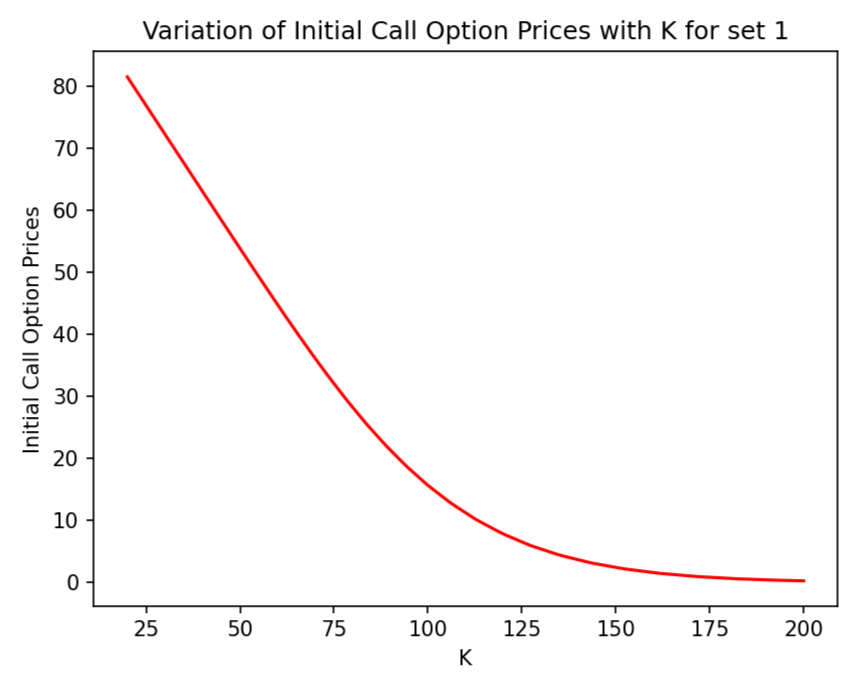 Variation of Initial Call Option Prices with K for set 1
Initial Call Option Prices
80
70
60
50
40
30
20
10
0
25 50 75 100 125 150 175 200
K